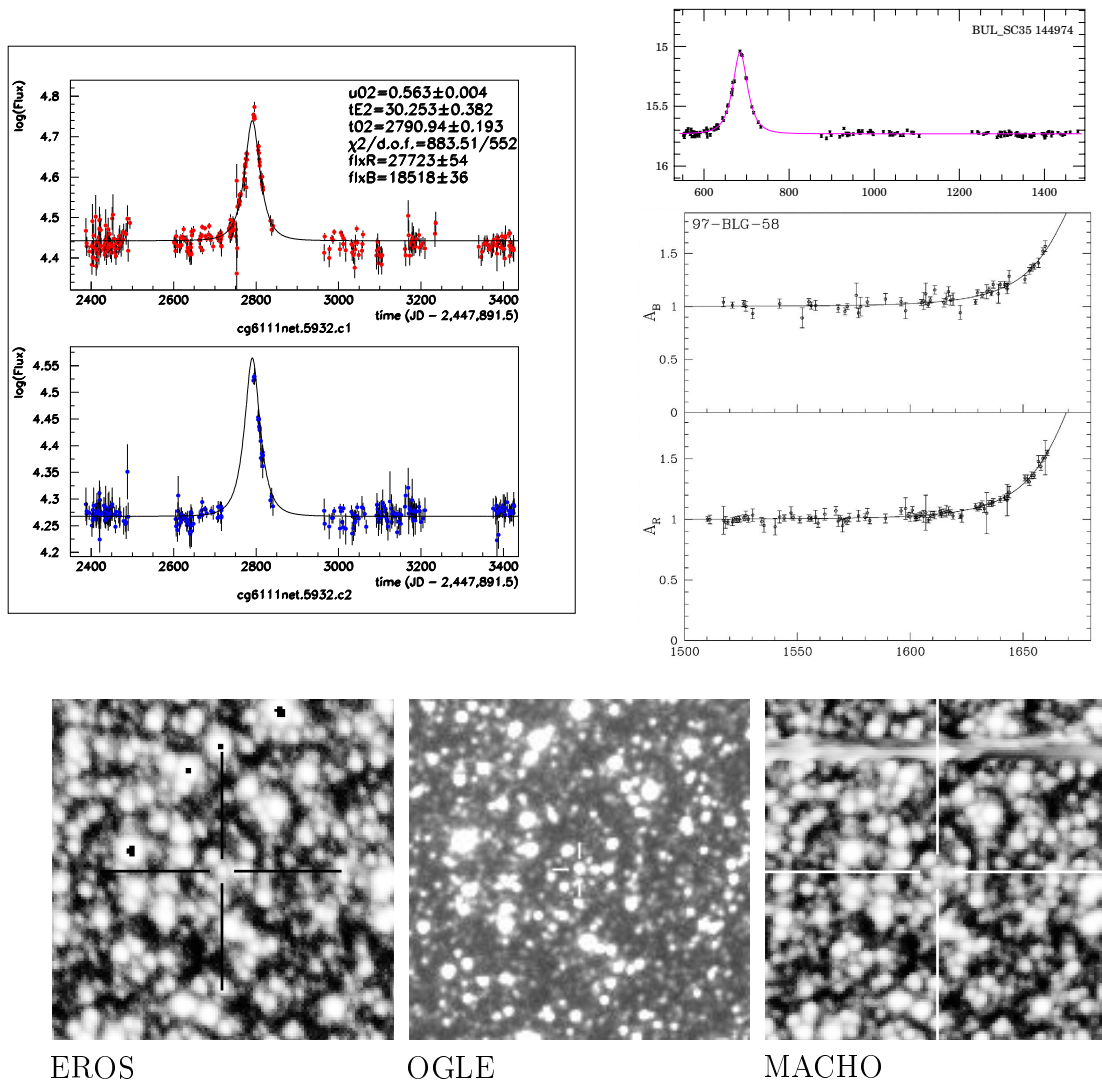 log(Flux)
4.8
4.7
4.6
4.5
4.4
u02=0.563±0.004
tE2=30.253±0.382
t02=2790.94±0.193
χ2/d.o.f.=883.51/552
flxR=27723±54
flxB=18518±36
2400 2600 2800 3000 3200 3400
time (JD − 2,447,891.5)
cg6111net.5932.c1
log(Flux)
4.55
4.5
4.45
4.4
4.35
4.3
4.25
4.2
2400 2600 2800 3000 3200 3400
time (JD − 2,447,891.5)
cg6111net.5932.c2
BUL_SC35 144974
15
15.5
16
600 800 1000 1200 1400
97-BLG-58
A_B
1.5
1
0.5
0
A_R
1.5
1
0.5
0
1500 1550 1600 1650
EROS
OGLE
MACHO